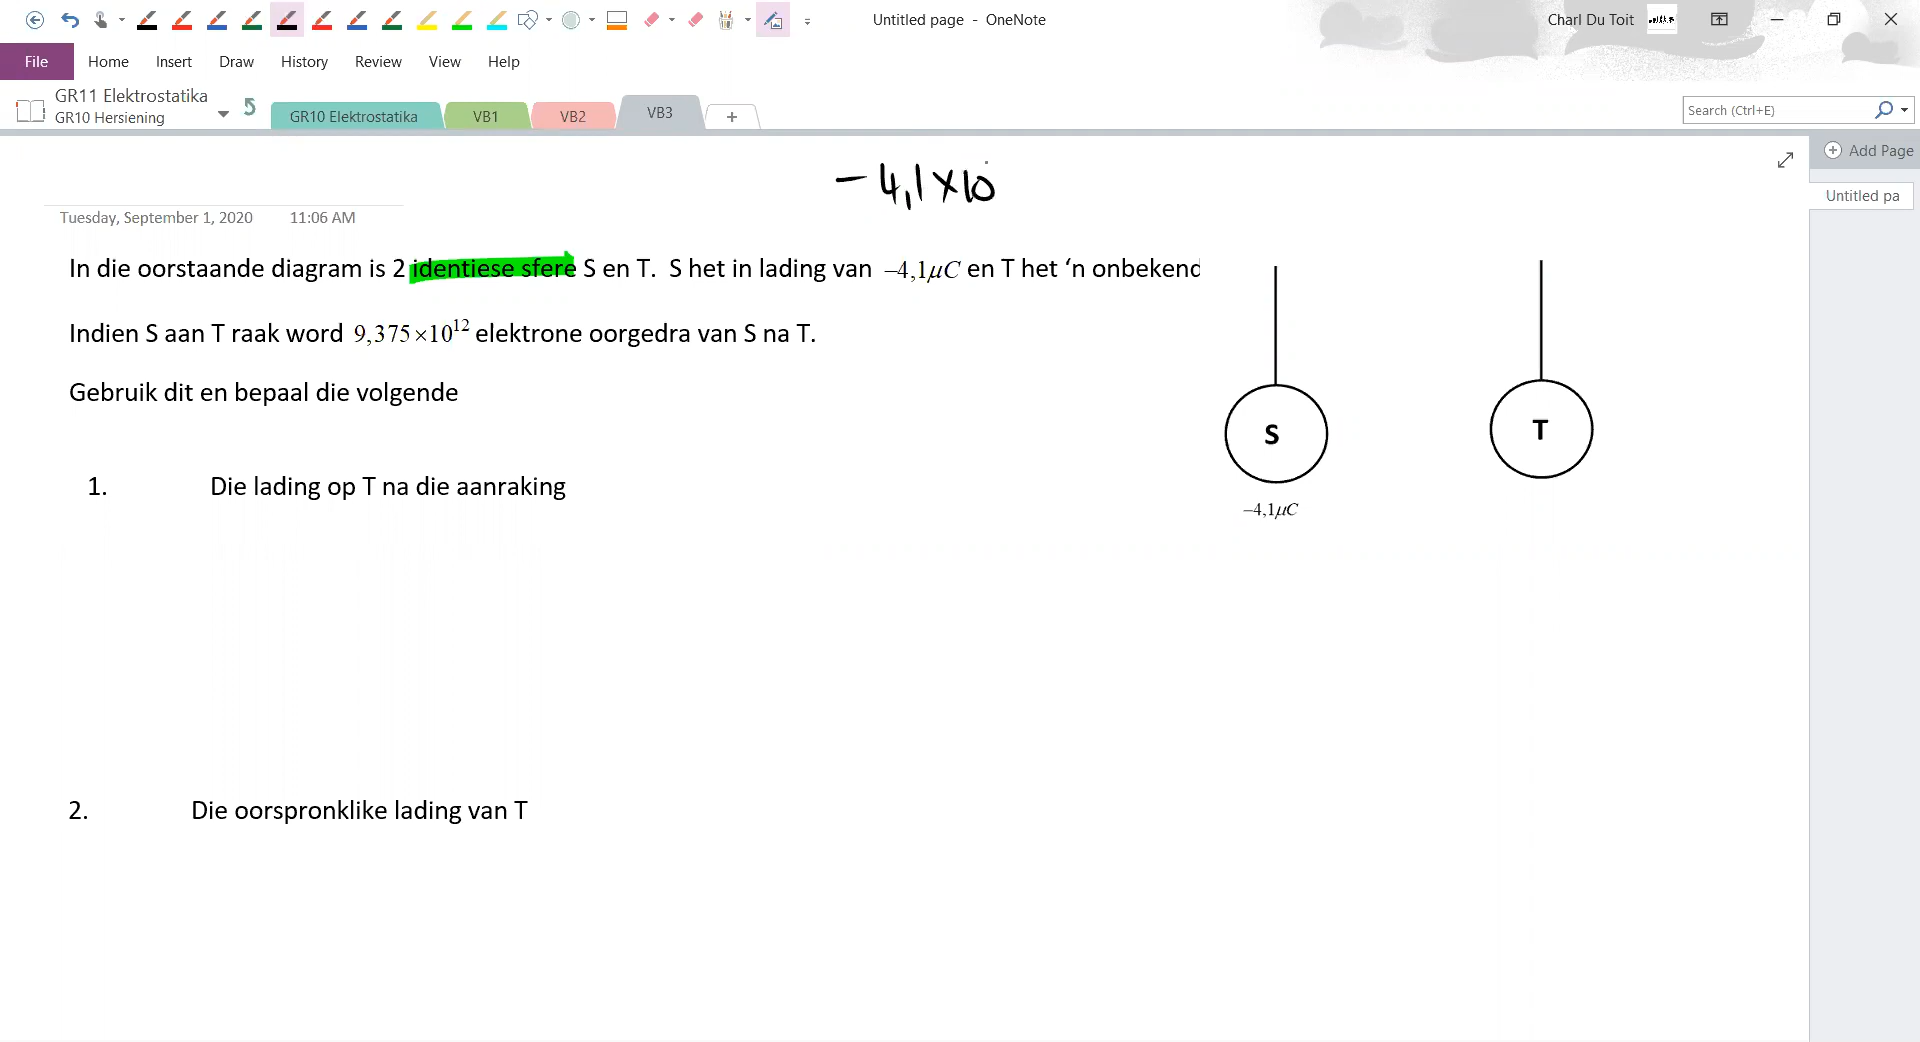 Untitled page - OneNote
Charl Du Toit
File Home Insert Draw History Review View Help
GR11 Elektrostatika
GR10 Hersiening
GR10 Elektrostatika VB1 VB2 VB3 +
Search (Ctrl+E)
Add Page
Untitled pa
-4,1×10
Tuesday, September 1, 2020 11:06 AM
In die oorstaande diagram is 2 identiese sfere S en T. S het in lading van –4,1μC en T het ‘n onbekend
Indien S aan T raak word 9,375×10¹² elektrone oorgedra van S na T.
Gebruik dit en bepaal die volgende
S
T
1. Die lading op T na die aanraking
–4,1μC
2. Die oorspronklike lading van T